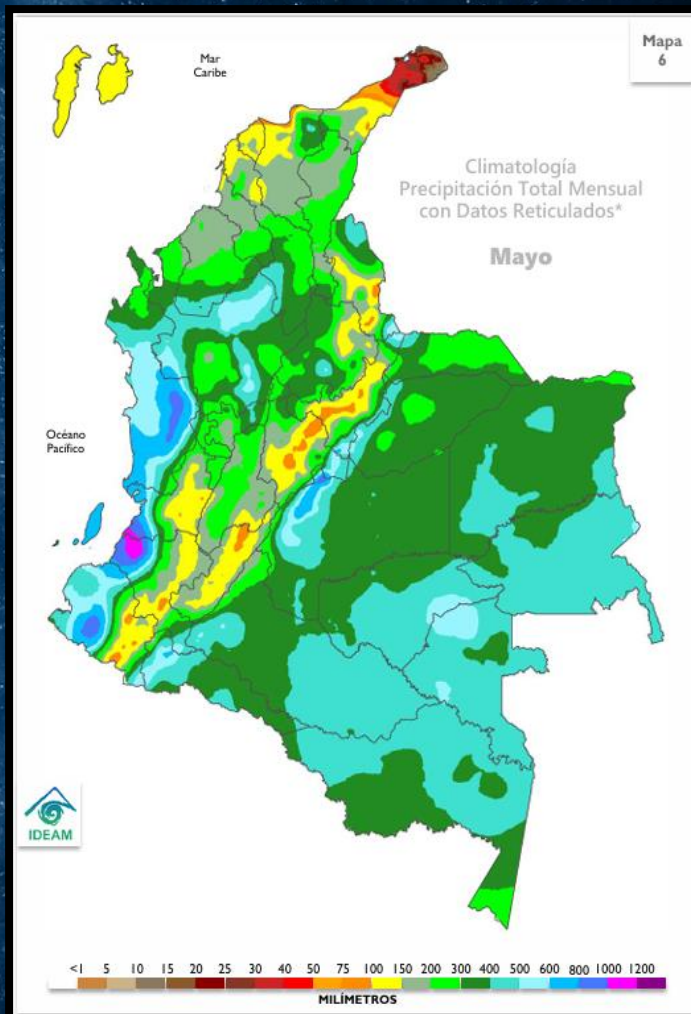 Mapa
6
Mar
Caribe
Climatología
Precipitación Total Mensual
con Datos Reticulados*
Mayo
Océano
Pacífico
IDEAM
<1 5 10 15 20 25 30 40 50 75 100 150 200 300 400 500 600 800 1000 1200
MILÍMETROS